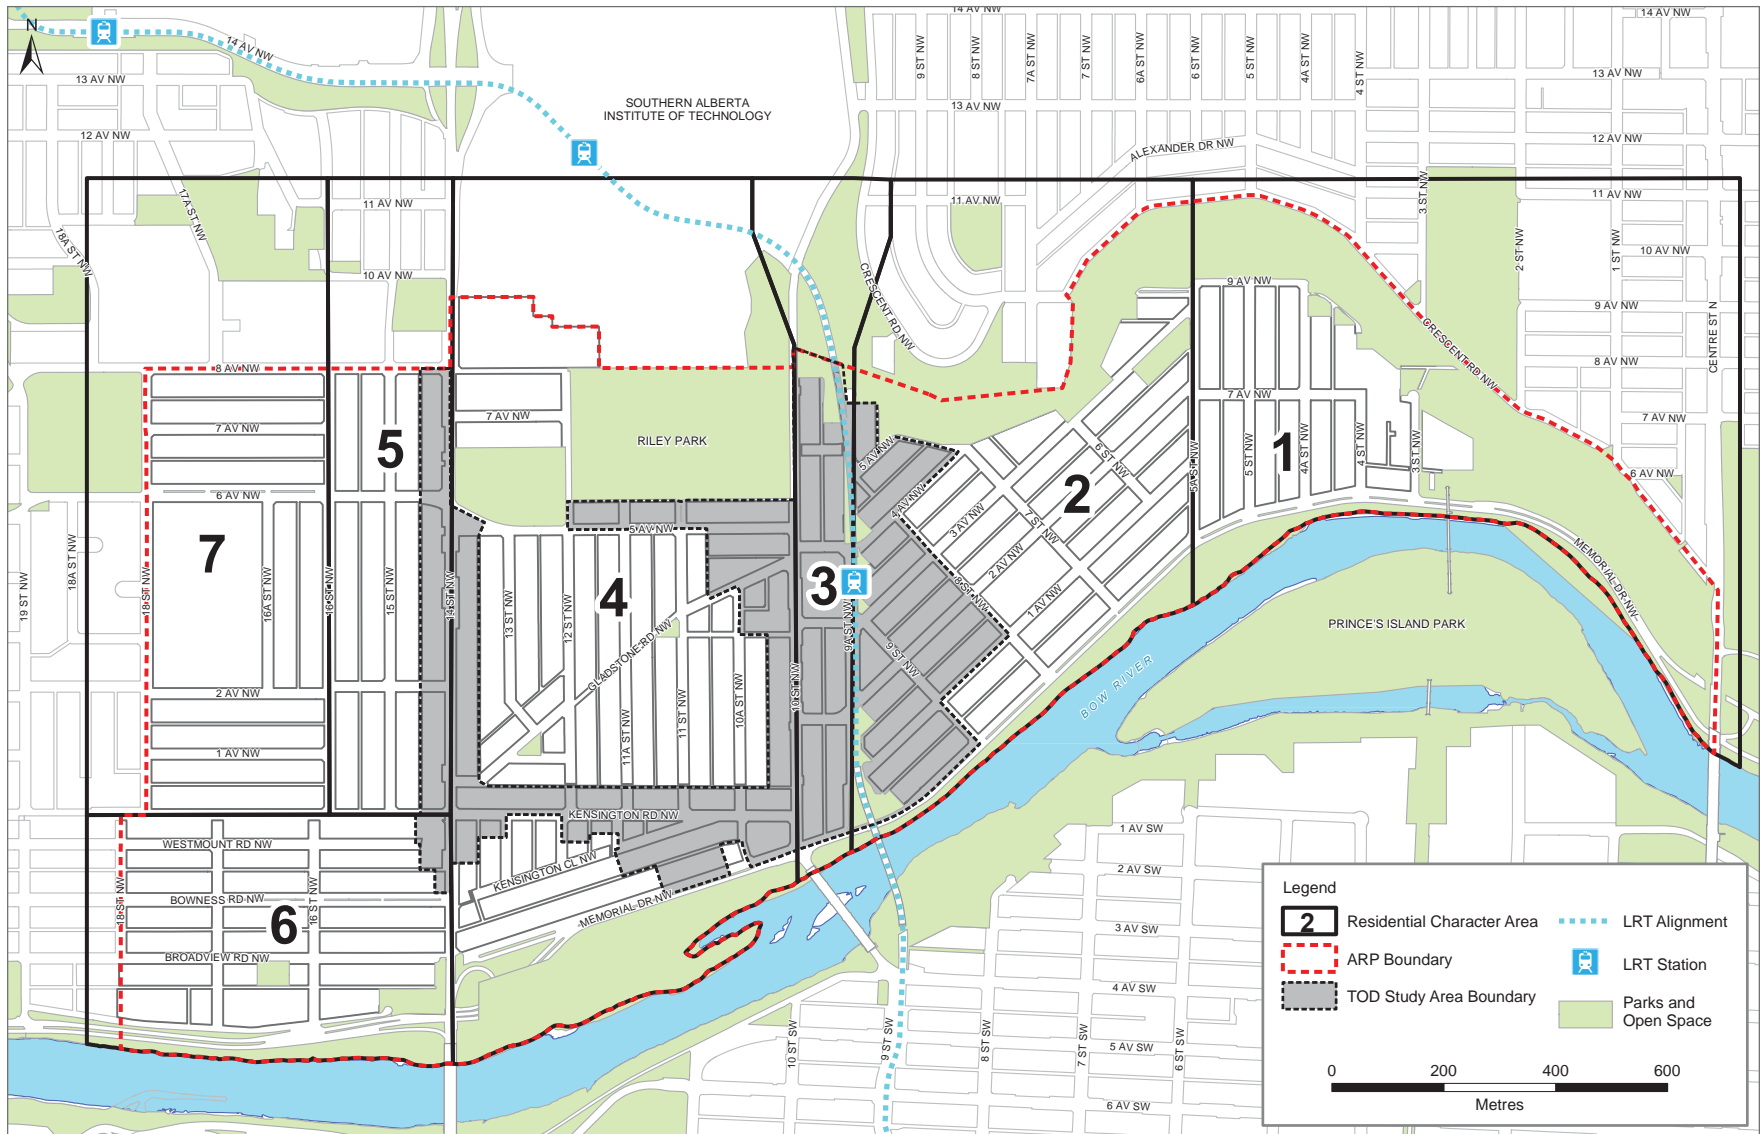 N
14 AV NW
14 AV NW
14 AV NW
13 AV NW
12 AV NW
11 AV NW
10 AV NW
17A ST NW
18A ST NW
SOUTHERN ALBERTA
INSTITUTE OF TECHNOLOGY
9 ST NW
8 ST NW
7A ST NW
7 ST NW
6A ST NW
6 ST NW
5 ST NW
4A ST NW
4 ST NW
13 AV NW
13 AV NW
12 AV NW
11 AV NW
ALEXANDER DR NW
11 AV NW
3 ST NW
2 ST NW
1 ST NW
10 AV NW
9 AV NW
8 AV NW
7 AV NW
6 AV NW
CENTRE ST N
CRESCENT RD NW
CRESCENT RD NW
9 AV NW
7 AV NW
5A ST NW
5 ST NW
4A ST NW
4 ST NW
3 ST NW
1
2
6 ST NW
7 ST NW
8 ST NW
9 ST NW
5 AV NW
4 AV NW
3 AV NW
2 AV NW
1 AV NW
MEMORIAL DR NW
PRINCE'S ISLAND PARK
BOW RIVER
8 AV NW
7 AV NW
6 AV NW
2 AV NW
1 AV NW
5
7
19 ST NW
18A ST NW
18 ST NW
16A ST NW
16 ST NW
15 ST NW
14 ST NW
7 AV NW
RILEY PARK
5 AV NW
13 ST NW
12 ST NW
4
GLADSTONE RD NW
11A ST NW
11 ST NW
10A ST NW
10 ST NW
3
9A ST NW
KENSINGTON RD NW
KENSINGTON CL NW
MEMORIAL DR NW
WESTMOUNT RD NW
BOWNESS RD NW
BROADVIEW RD NW
18 ST NW
16 ST NW
6
1 AV SW
2 AV SW
3 AV SW
4 AV SW
5 AV SW
6 AV SW
10 ST SW
9 ST SW
8 ST SW
7 ST SW
6 ST SW
Legend
2 Residential Character Area
ARP Boundary
TOD Study Area Boundary
LRT Alignment
LRT Station
Parks and
Open Space
0 200 400 600
Metres